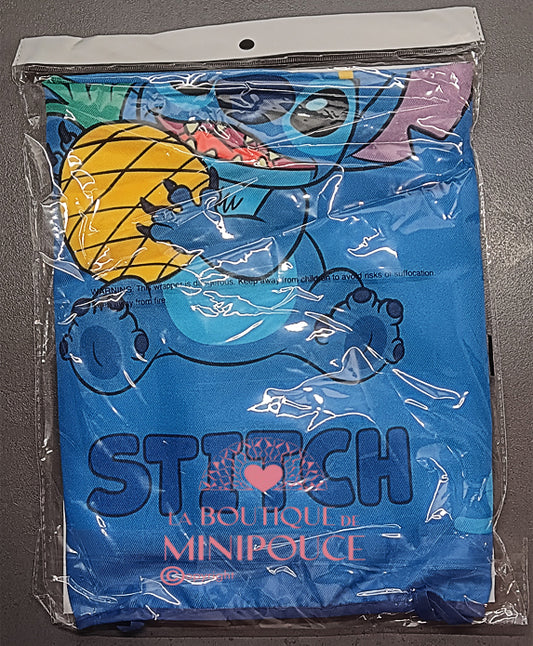 WARNING: This wrapper is dangerous. Keep away from children to avoid risks of suffocation.
away from fire
STITCH
LA BOUTIQUE DE
MINIPOUCE